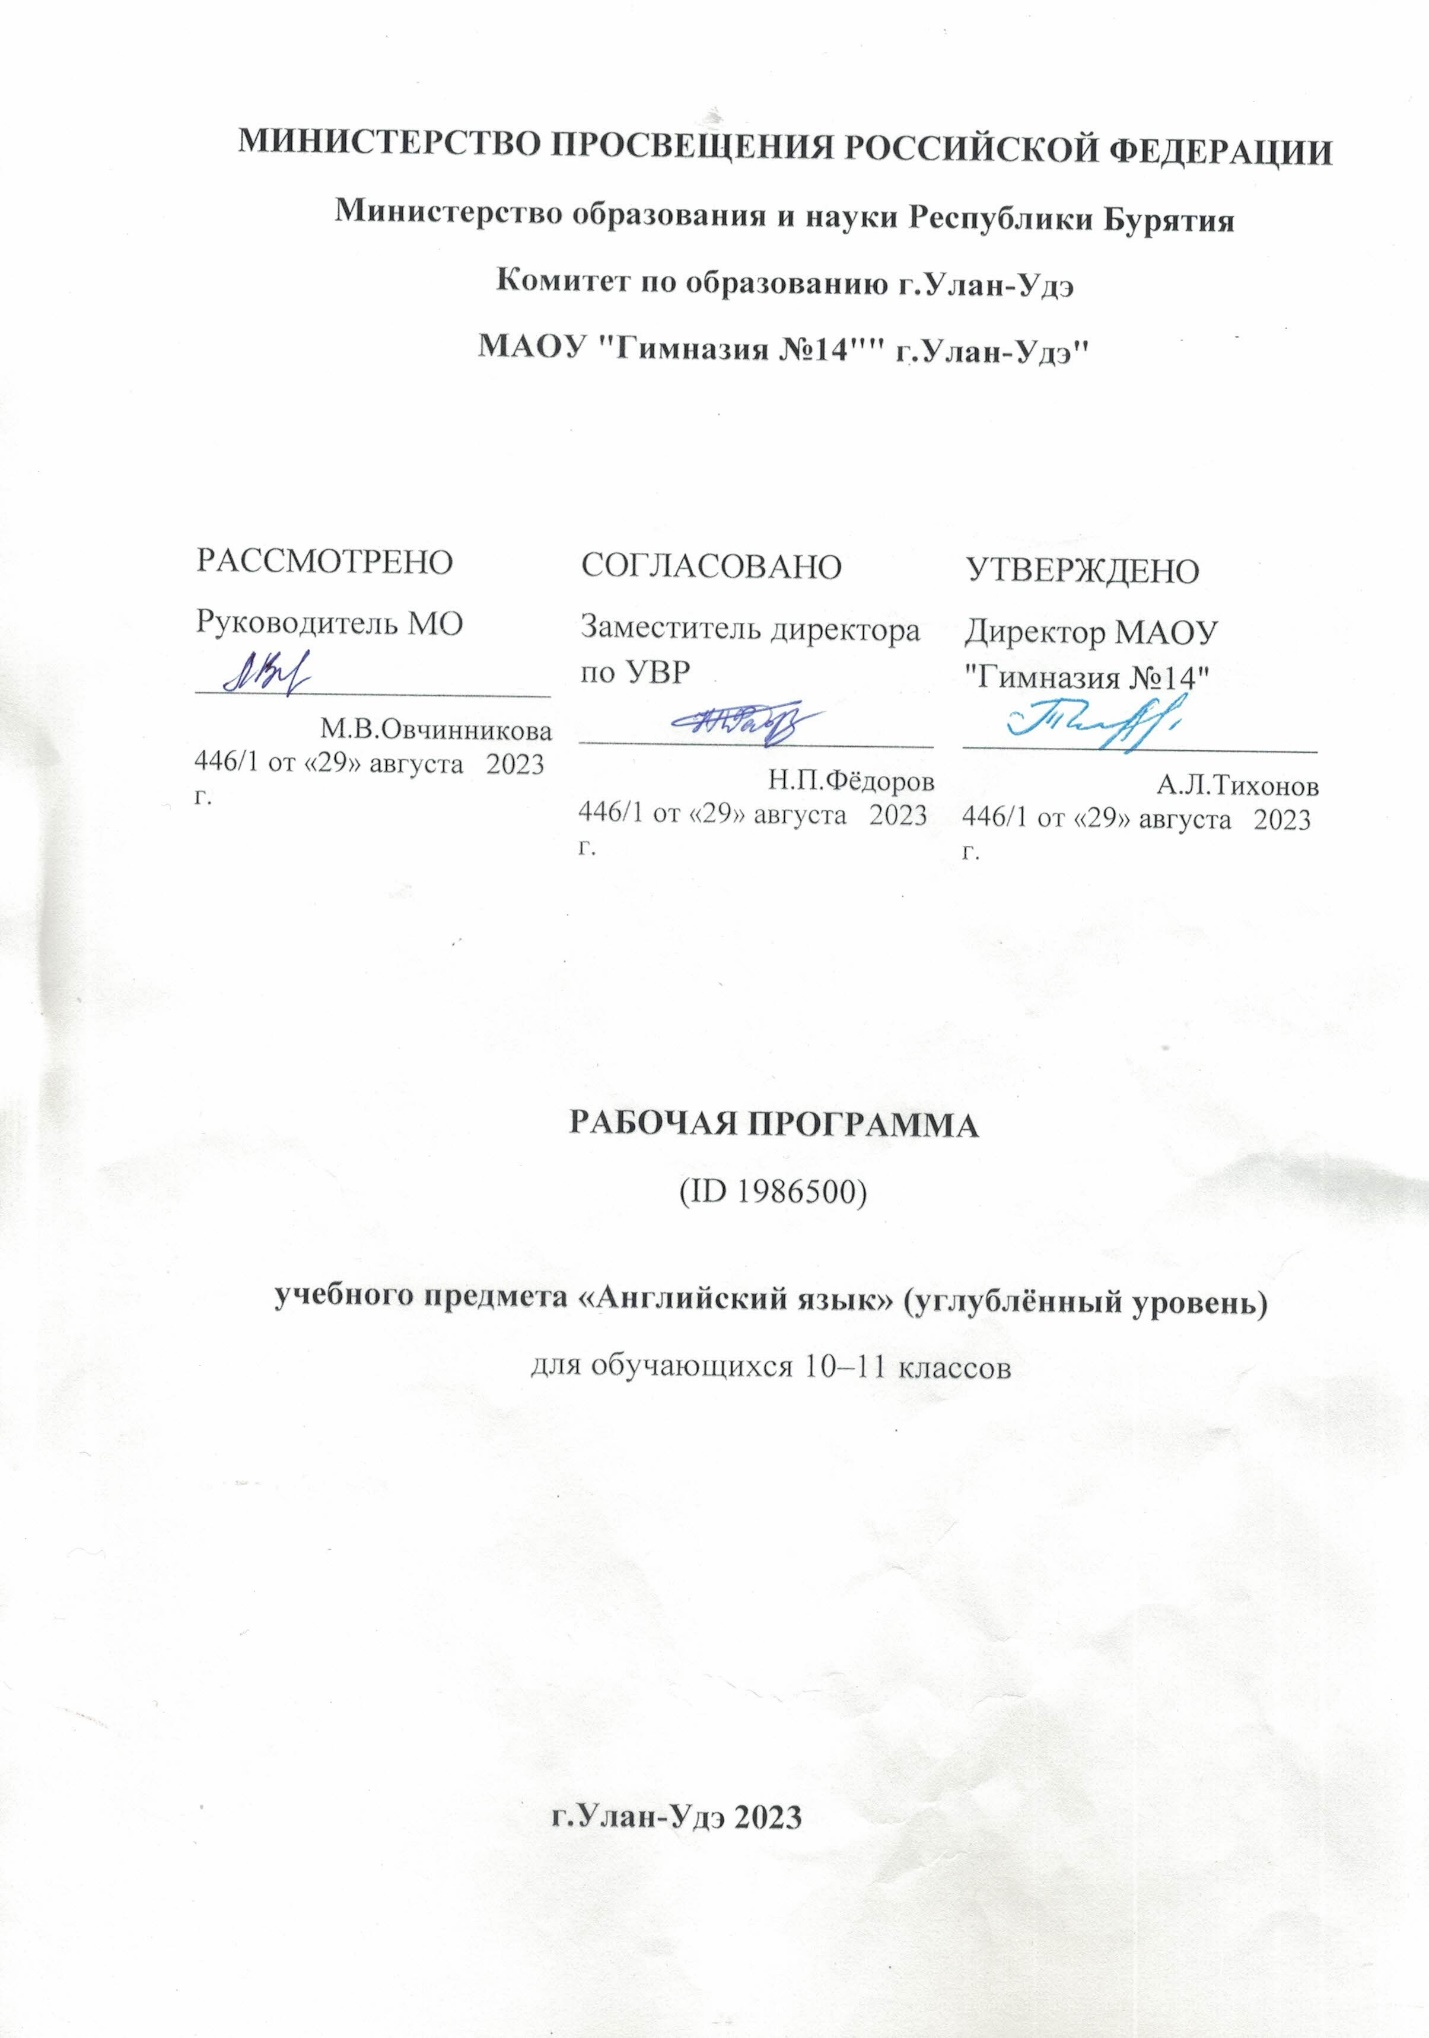 МИНИСТЕРСТВО ПРОСВЕЩЕНИЯ РОССИЙСКОЙ ФЕДЕРАЦИИ
Министерство образования и науки Республики Бурятия
Комитет по образованию г.Улан-Удэ
МАОУ "Гимназия №14"" г.Улан-Удэ"
РАССМОТРЕНО
Руководитель МО
М.В.Овчинникова
446/1 от «29» августа 2023
г.
СОГЛАСОВАНО
Заместитель директора
по УВР
Н.П.Фёдоров
446/1 от «29» августа 2023
г.
УТВЕРЖДЕНО
Директор МАОУ
"Гимназия №14"
А.Л.Тихонов
446/1 от «29» августа 2023
г.
РАБОЧАЯ ПРОГРАММА
(ID 1986500)
учебного предмета «Английский язык» (углублённый уровень)
для обучающихся 10–11 классов
г.Улан-Удэ 2023